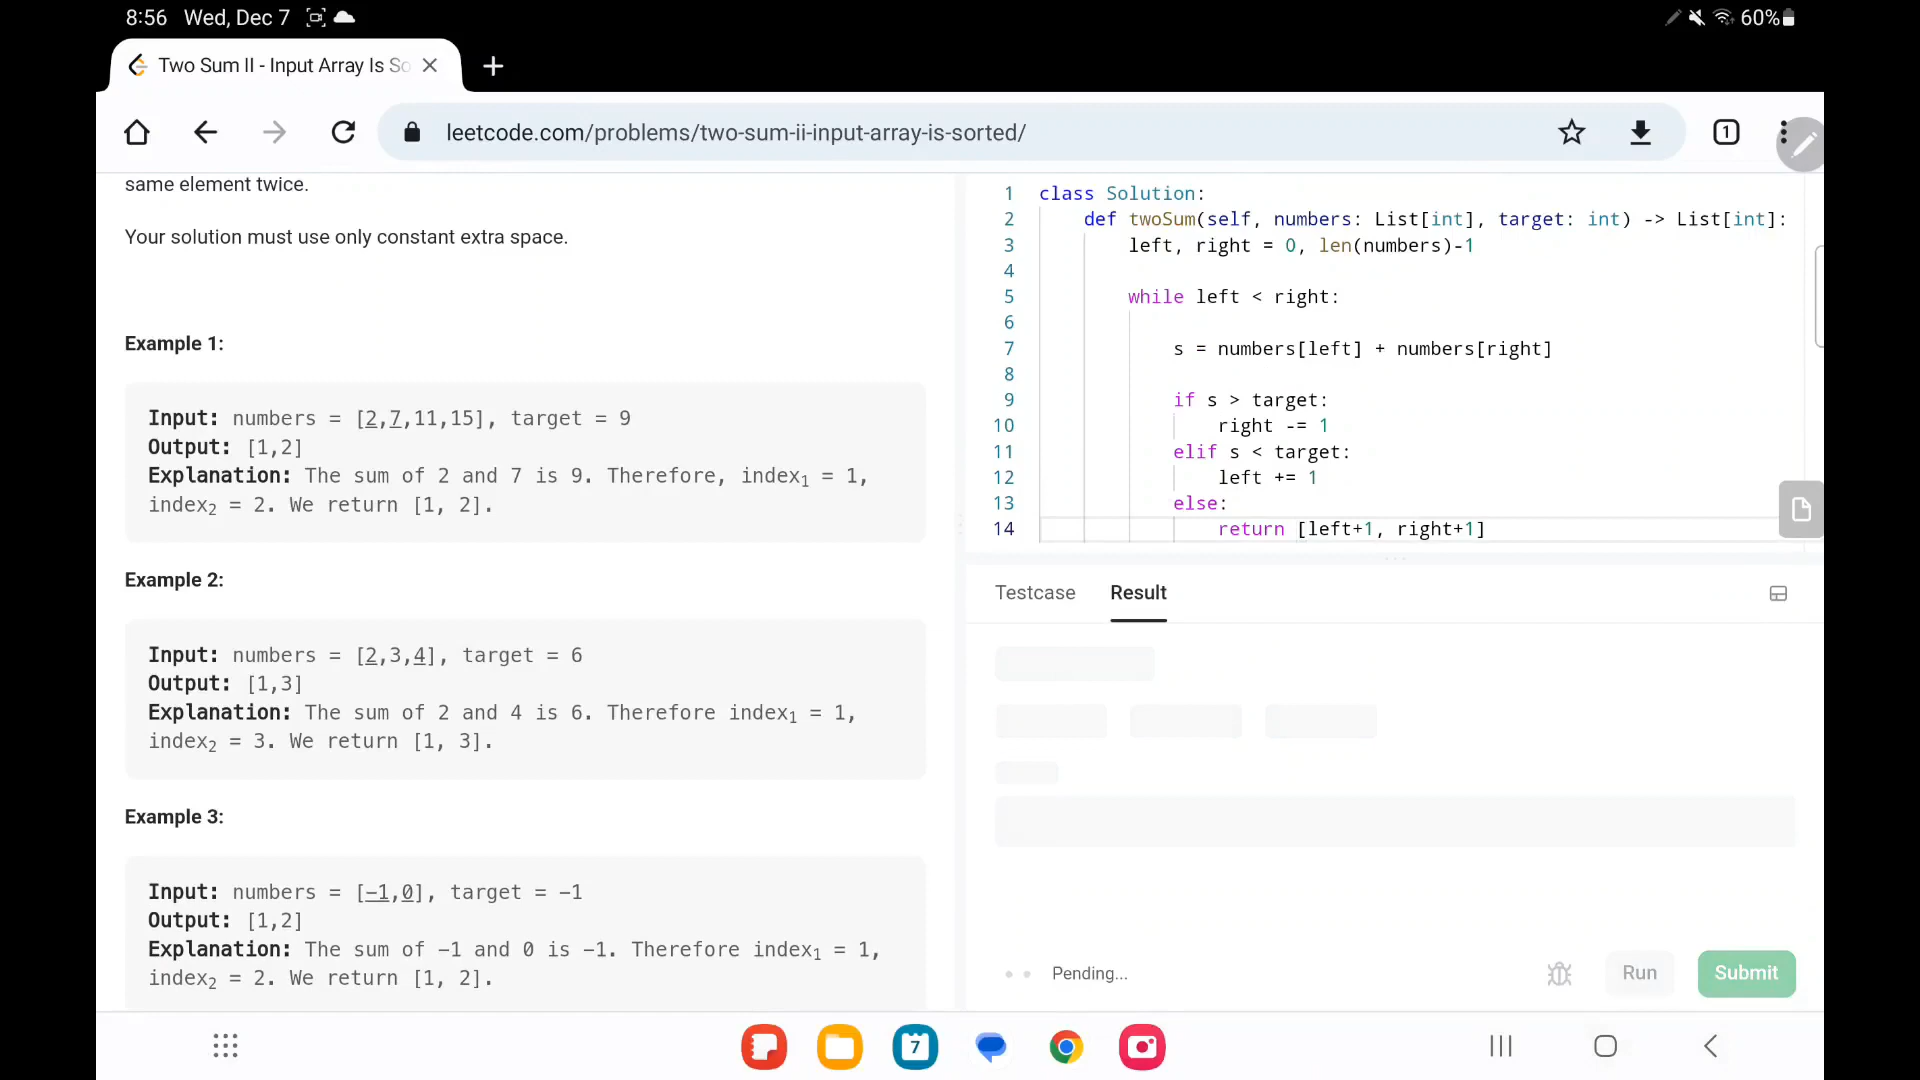 8:56 Wed, Dec 7
60%
Two Sum II - Input Array Is So
leetcode.com/problems/two-sum-ii-input-array-is-sorted/
1
same element twice.
Your solution must use only constant extra space.
Example 1:
Input: numbers = [2,7,11,15], target = 9
Output: [1,2]
Explanation: The sum of 2 and 7 is 9. Therefore, index1 = 1,
index2 = 2. We return [1, 2].
Example 2:
Input: numbers = [2,3,4], target = 6
Output: [1,3]
Explanation: The sum of 2 and 4 is 6. Therefore index1 = 1,
index2 = 3. We return [1, 3].
Example 3:
Input: numbers = [−1,0], target = −1
Output: [1,2]
Explanation: The sum of −1 and 0 is −1. Therefore index1 = 1,
index2 = 2. We return [1, 2].
1 class Solution:
2 def twoSum(self, numbers: List[int], target: int) -> List[int]:
3 left, right = 0, len(numbers)-1
4
5 while left < right:
6
7 s = numbers[left] + numbers[right]
8
9 if s > target:
10 right -= 1
11 elif s < target:
12 left += 1
13 else:
14 return [left+1, right+1]
Testcase Result
Pending...
Run
Submit
7